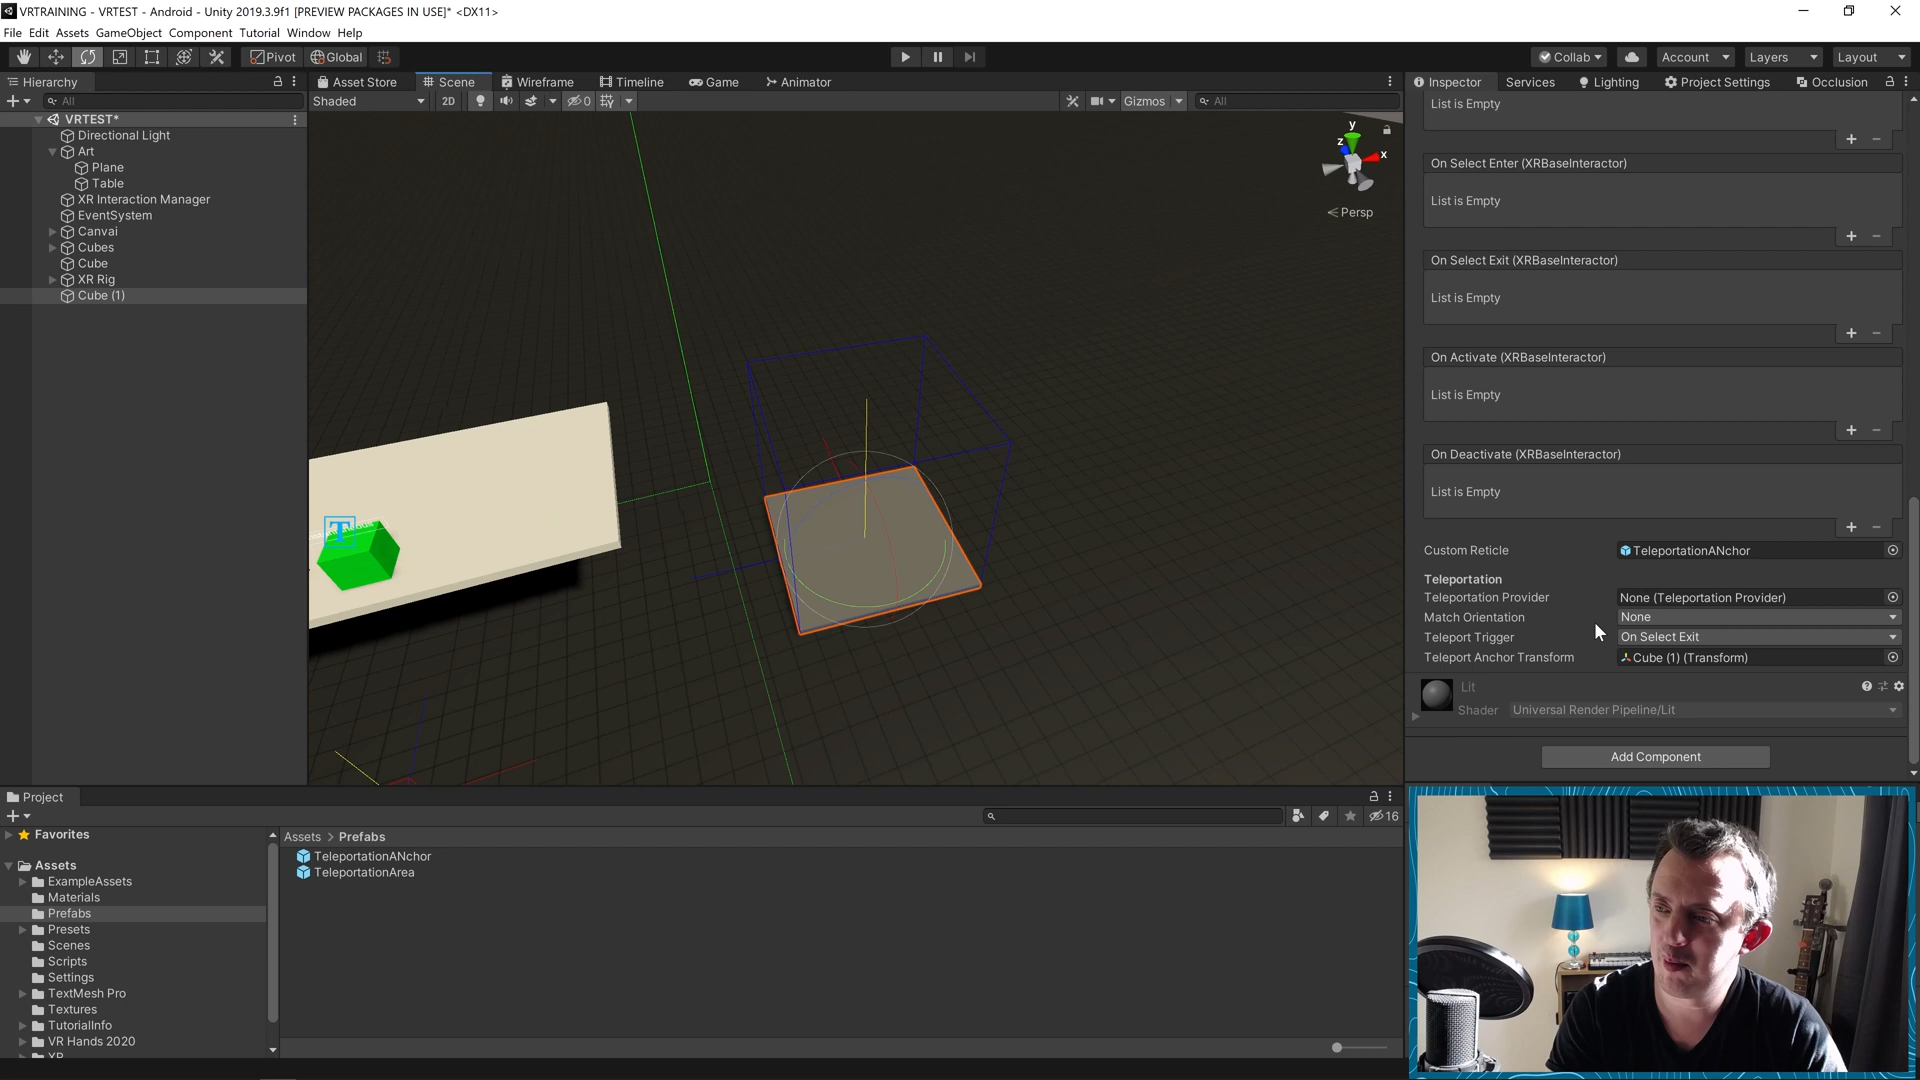 VRTRAINING - VRTEST - Android - Unity 2019.3.9f1 [PREVIEW PACKAGES IN USE]* <DX11>
File Edit Assets GameObject Component Tutorial Window Help
Pivot Global Collab Account Layers Layout
Hierarchy
All
VRTEST*
Directional Light
Art
Plane
Table
XR Interaction Manager
EventSystem
Canvai
Cubes
Cube
XR Rig
Cube (1)
Asset Store Scene Wireframe Timeline Game Animator
Shaded 2D 0 Gizmos All
y
z
x
Persp
T
Inspector Services Lighting Project Settings Occlusion
List is Empty
On Select Enter (XRBaseInteractor)
List is Empty
On Select Exit (XRBaseInteractor)
List is Empty
On Activate (XRBaseInteractor)
List is Empty
On Deactivate (XRBaseInteractor)
List is Empty
Custom Reticle TeleportationANchor
Teleportation
Teleportation Provider None (Teleportation Provider)
Match Orientation None
Teleport Trigger On Select Exit
Teleport Anchor Transform Cube (1) (Transform)
Lit
Shader Universal Render Pipeline/Lit
Add Component
Project
16
Favorites
Assets
ExampleAssets
Materials
Prefabs
Presets
Scenes
Scripts
Settings
TextMesh Pro
Textures
TutorialInfo
VR Hands 2020
XR
Assets > Prefabs
TeleportationANchor
TeleportationArea